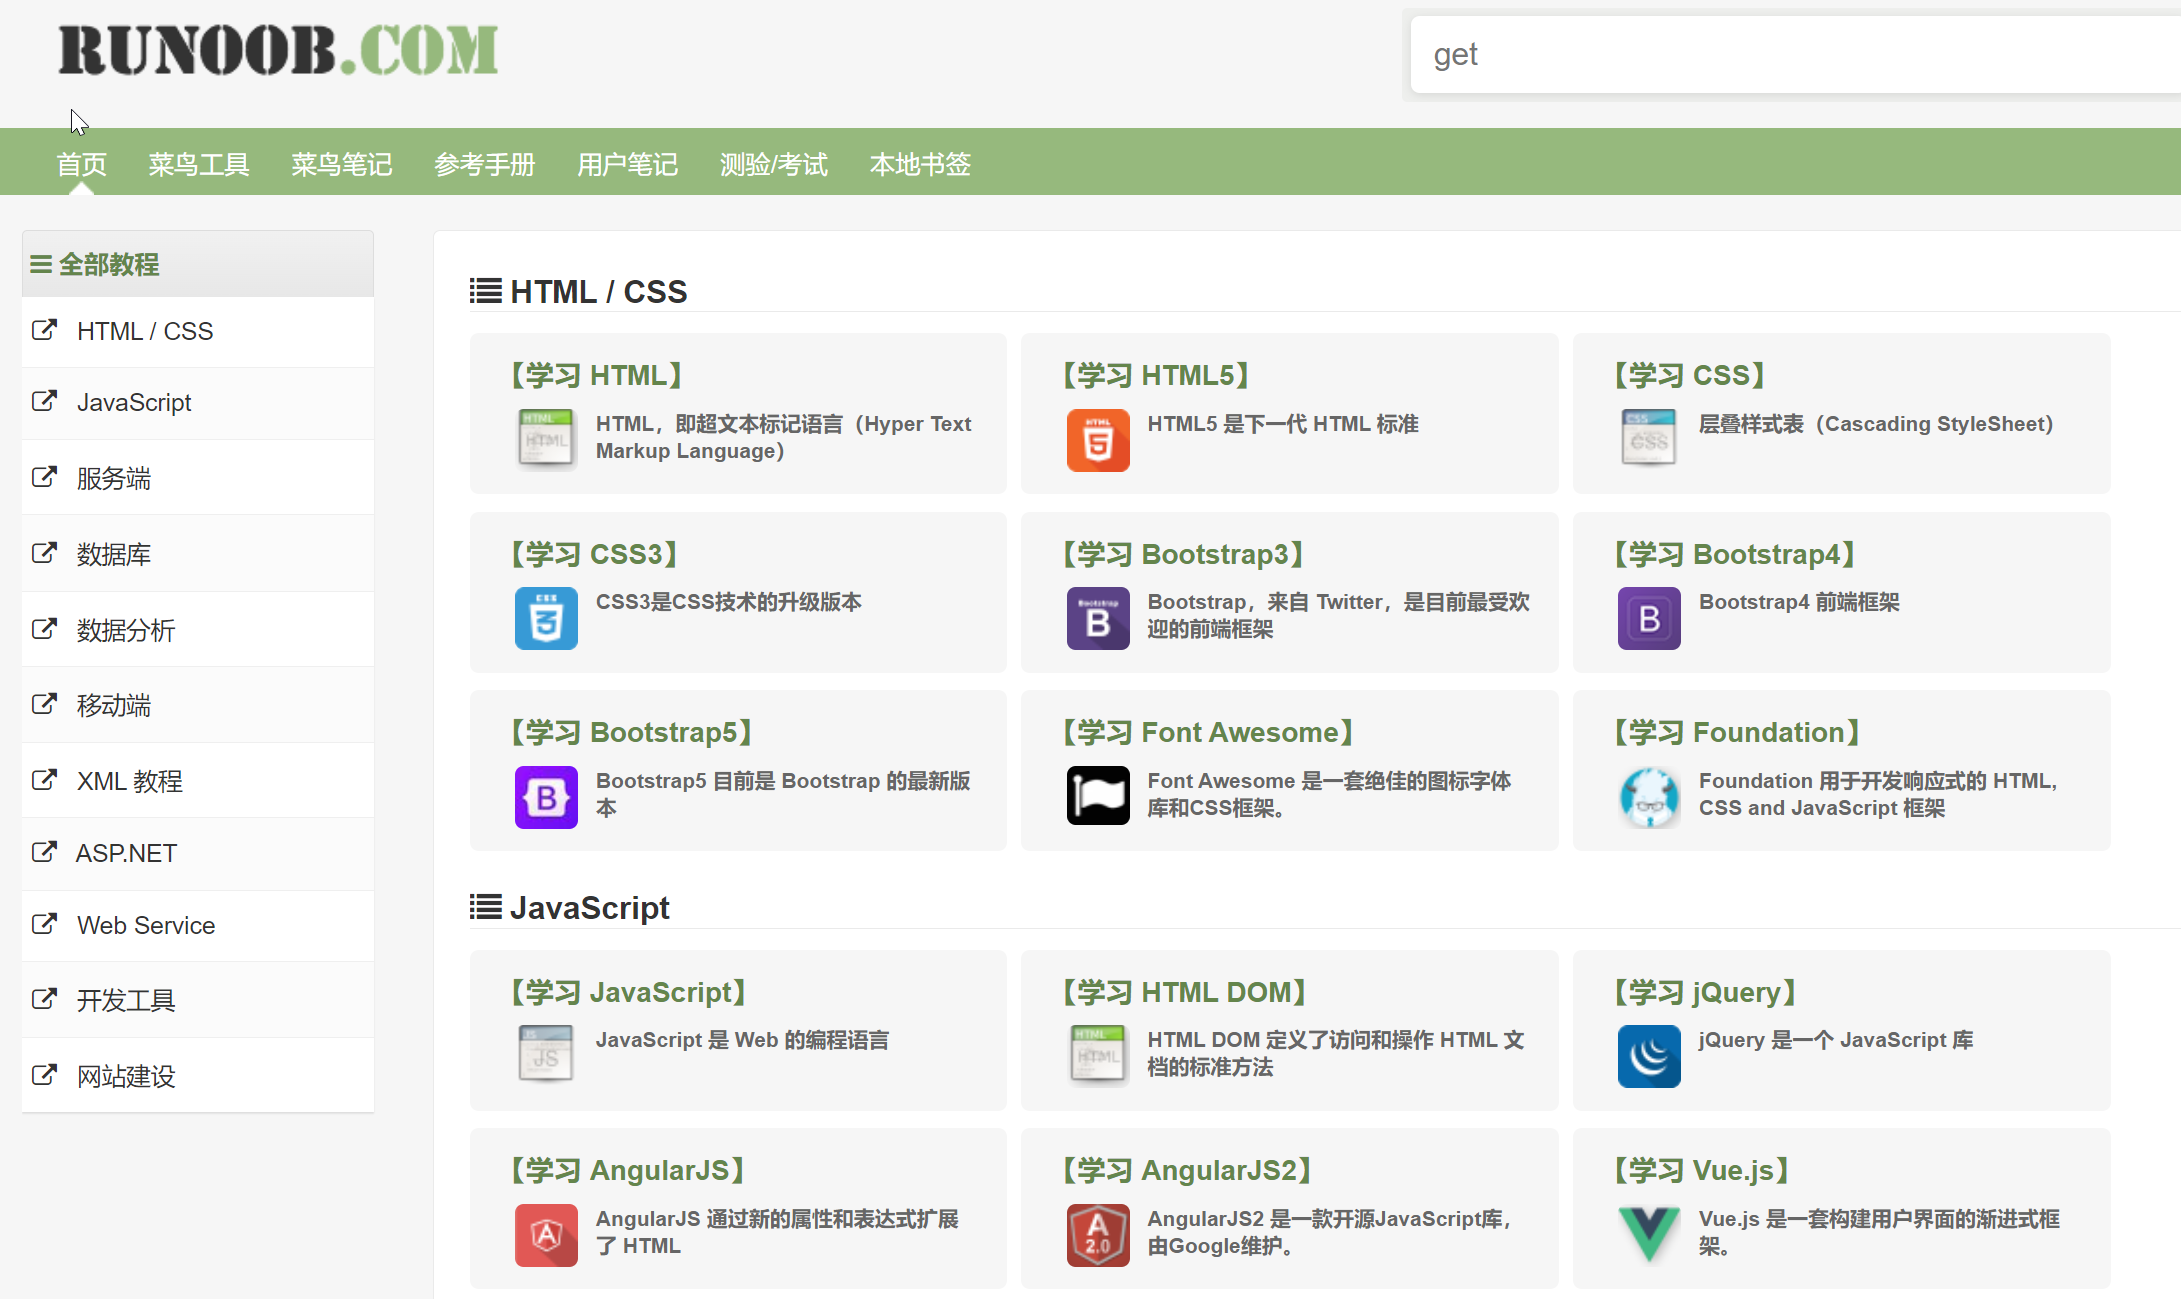 RUNOOB.COM
get
首页 菜鸟工具 菜鸟笔记 参考手册 用户笔记 测验/考试 本地书签
全部教程
HTML / CSS
JavaScript
服务端
数据库
数据分析
移动端
XML 教程
ASP.NET
Web Service
开发工具
网站建设
HTML / CSS
【学习 HTML】
HTML
HTML
HTML，即超文本标记语言（Hyper Text
Markup Language）
【学习 HTML5】
HTML
5
HTML5 是下一代 HTML 标准
【学习 CSS】
CSS
CSS
层叠样式表（Cascading StyleSheet）
【学习 CSS3】
CSS
3
CSS3是CSS技术的升级版本
【学习 Bootstrap3】
Bootstrap
B
Bootstrap，来自 Twitter，是目前最受欢
迎的前端框架
【学习 Bootstrap4】
B
Bootstrap4 前端框架
【学习 Bootstrap5】
B
Bootstrap5 目前是 Bootstrap 的最新版
本
【学习 Font Awesome】
Font Awesome 是一套绝佳的图标字体
库和CSS框架。
【学习 Foundation】
Foundation 用于开发响应式的 HTML,
CSS and JavaScript 框架
JavaScript
【学习 JavaScript】
JS
JS
JavaScript 是 Web 的编程语言
【学习 HTML DOM】
HTML
HTML
HTML DOM 定义了访问和操作 HTML 文
档的标准方法
【学习 jQuery】
jQuery 是一个 JavaScript 库
【学习 AngularJS】
A
AngularJS 通过新的属性和表达式扩展
了 HTML
【学习 AngularJS2】
A
2.0
AngularJS2 是一款开源JavaScript库，
由Google维护。
【学习 Vue.js】
Vue.js 是一套构建用户界面的渐进式框
架。